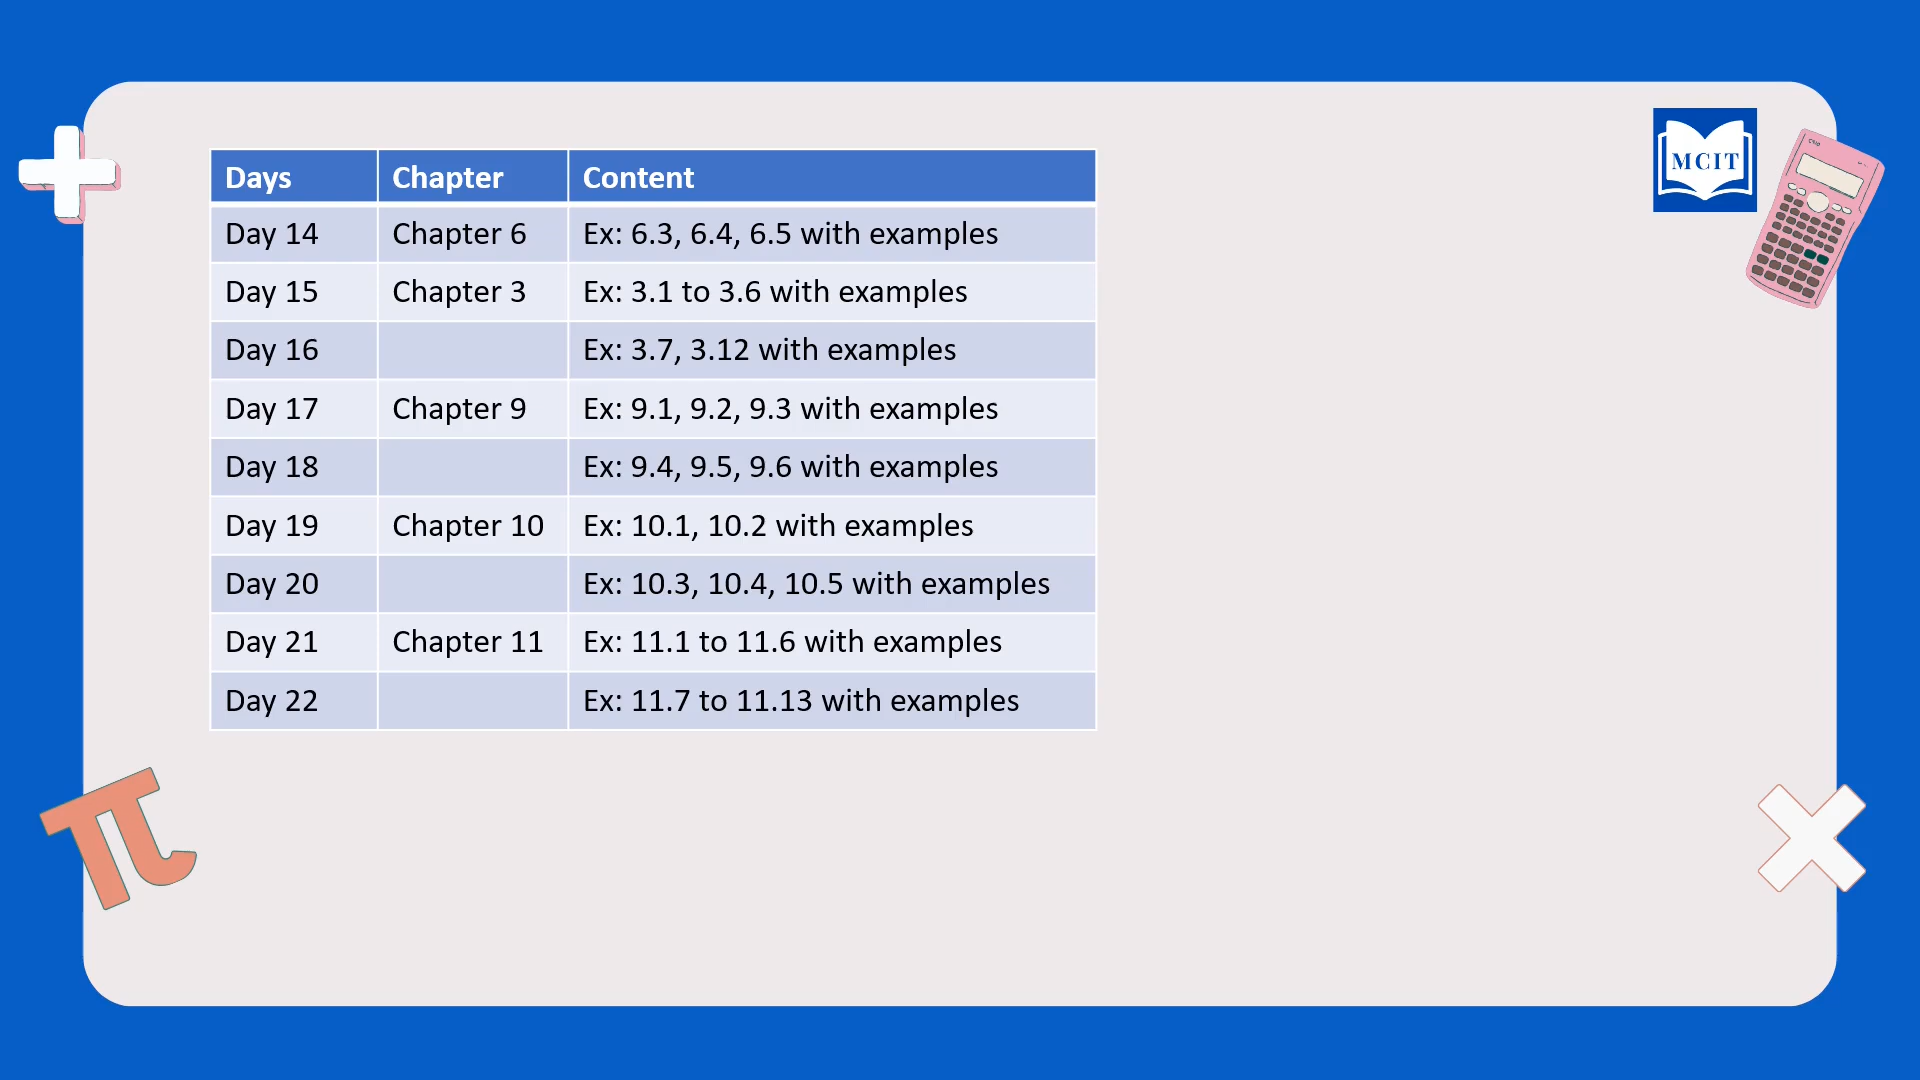 Days Chapter Content
Day 14 Chapter 6 Ex: 6.3, 6.4, 6.5 with examples
Day 15 Chapter 3 Ex: 3.1 to 3.6 with examples
Day 16 Ex: 3.7, 3.12 with examples
Day 17 Chapter 9 Ex: 9.1, 9.2, 9.3 with examples
Day 18 Ex: 9.4, 9.5, 9.6 with examples
Day 19 Chapter 10 Ex: 10.1, 10.2 with examples
Day 20 Ex: 10.3, 10.4, 10.5 with examples
Day 21 Chapter 11 Ex: 11.1 to 11.6 with examples
Day 22 Ex: 11.7 to 11.13 with examples
MCIT
π